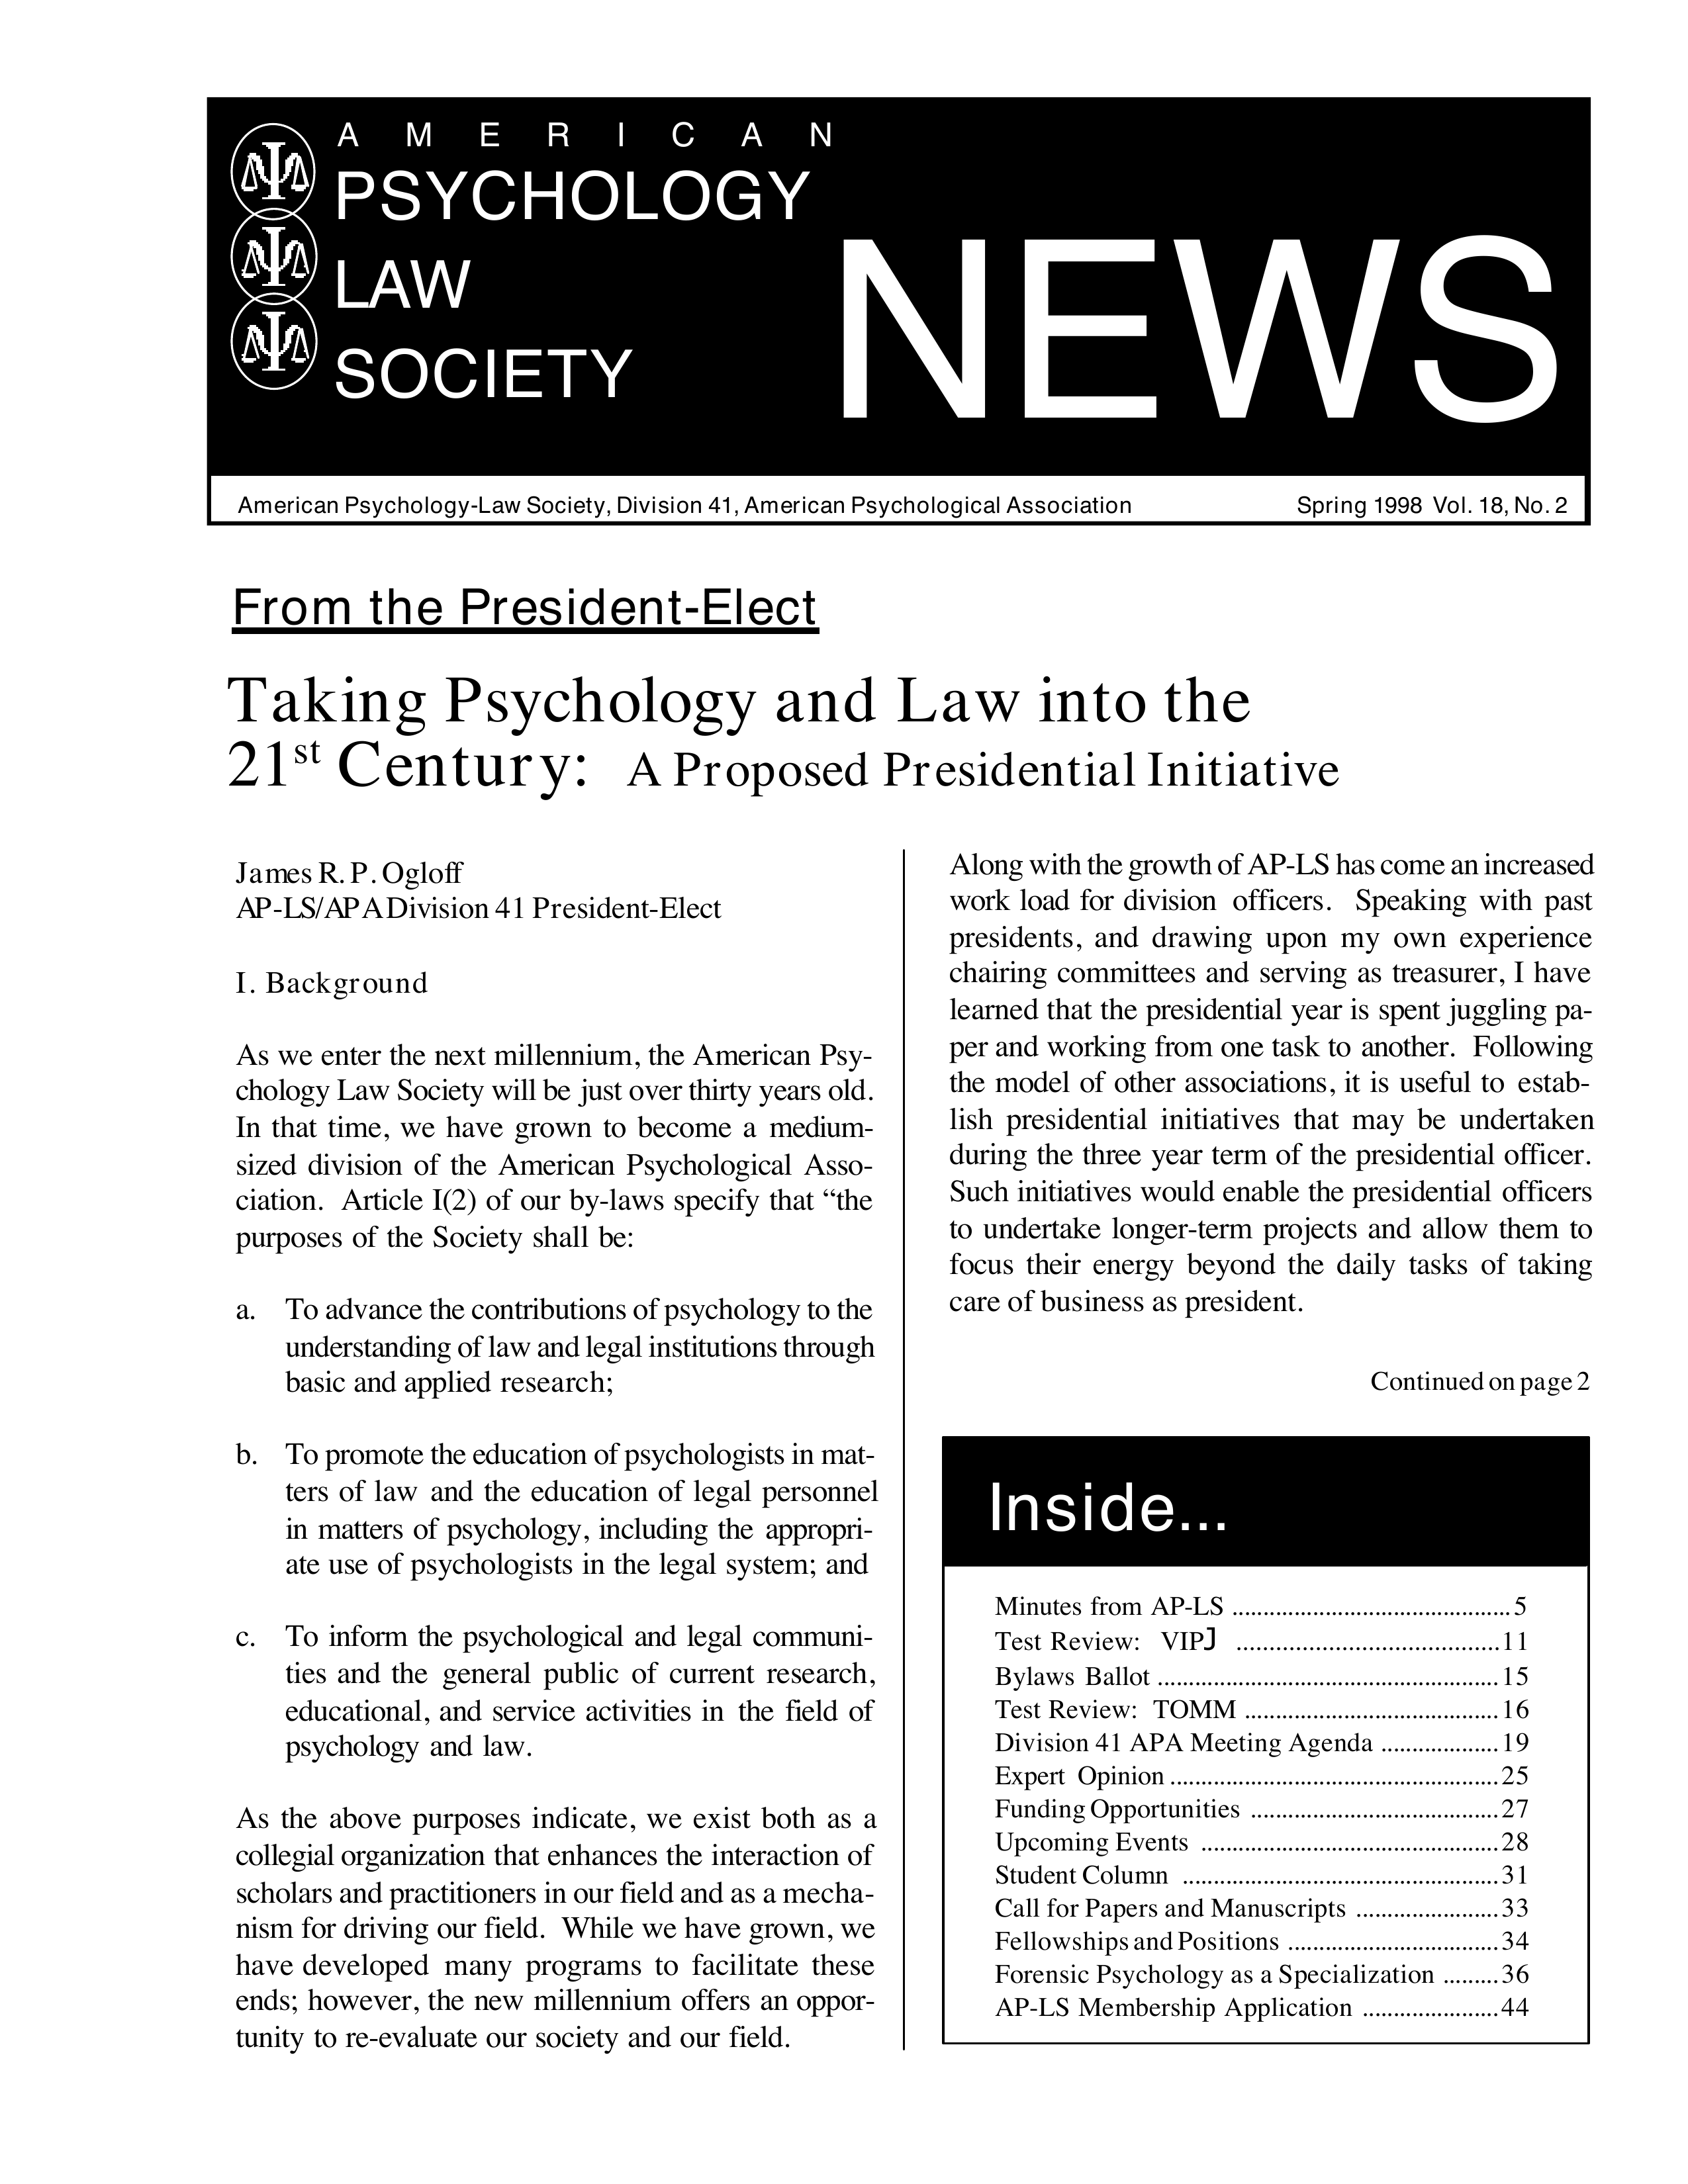 A M E R I C A N
PSYCHOLOGY
LAW
SOCIETY
NEWS
American Psychology-Law Society, Division 41, American Psychological Association Spring 1998 Vol. 18, No. 2
From the President-Elect
Taking Psychology and Law into the
21st Century: A Proposed Presidential Initiative
James R. P. Ogloff
AP-LS/APA Division 41 President-Elect
I. Background
As we enter the next millennium, the American Psy-
chology Law Society will be just over thirty years old.
In that time, we have grown to become a medium-
sized division of the American Psychological Asso-
ciation. Article I(2) of our by-laws specify that “the
purposes of the Society shall be:
a. To advance the contributions of psychology to the
understanding of law and legal institutions through
basic and applied research;
b. To promote the education of psychologists in mat-
ters of law and the education of legal personnel
in matters of psychology, including the appropri-
ate use of psychologists in the legal system; and
c. To inform the psychological and legal communi-
ties and the general public of current research,
educational, and service activities in the field of
psychology and law.
As the above purposes indicate, we exist both as a
collegial organization that enhances the interaction of
scholars and practitioners in our field and as a mecha-
nism for driving our field. While we have grown, we
have developed many programs to facilitate these
ends; however, the new millennium offers an oppor-
tunity to re-evaluate our society and our field.
Along with the growth of AP-LS has come an increased
work load for division officers. Speaking with past
presidents, and drawing upon my own experience
chairing committees and serving as treasurer, I have
learned that the presidential year is spent juggling pa-
per and working from one task to another. Following
the model of other associations, it is useful to estab-
lish presidential initiatives that may be undertaken
during the three year term of the presidential officer.
Such initiatives would enable the presidential officers
to undertake longer-term projects and allow them to
focus their energy beyond the daily tasks of taking
care of business as president.
Continued on page 2
Inside...
Minutes from AP-LS ............................................. 5
Test Review: VIPJ ........................................ 11
Bylaws Ballot ......................................................... 15
Test Review: TOMM ......................................... 16
Division 41 APA Meeting Agenda ................... 19
Expert Opinion ..................................................... 25
Funding Opportunities ........................................ 27
Upcoming Events ................................................ 28
Student Column ................................................... 31
Call for Papers and Manuscripts ....................... 33
Fellowships and Positions .................................. 34
Forensic Psychology as a Specialization ......... 36
AP-LS Membership Application ...................... 44